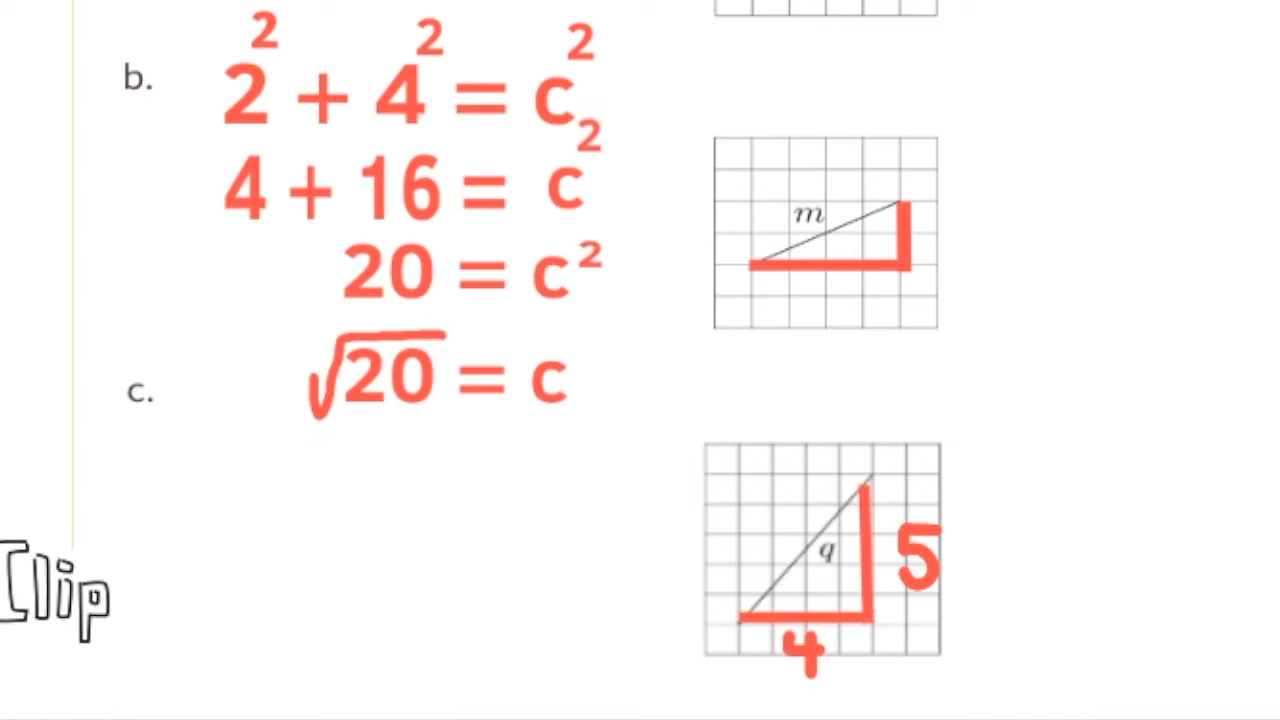 b.
2² + 4² = c²
4 + 16 = c²
20 = c²
√20 = c
m
c.
q
5
4
Clip